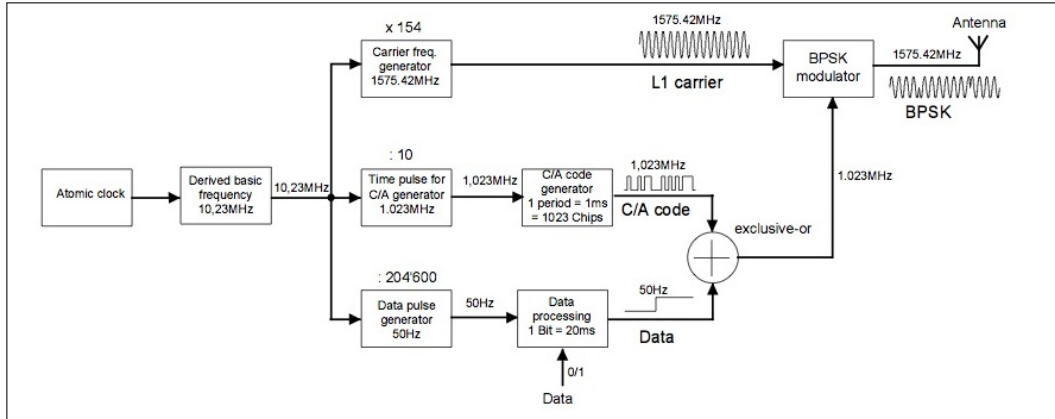 x 154
Carrier freq.
generator
1575.42MHz
1575.42MHz
L1 carrier
BPSK
modulator
Antenna
1575.42MHz
BPSK
Atomic clock
Derived basic
frequency
10,23MHz
10,23MHz
: 10
Time pulse for
C/A generator
1.023MHz
1,023MHz
C/A code
generator
1 period = 1ms
= 1023 Chips
1,023MHz
C/A code
exclusive-or
1.023MHz
: 204'600
Data pulse
generator
50Hz
50Hz
Data
processing
1 Bit = 20ms
50Hz
Data
0/1
Data